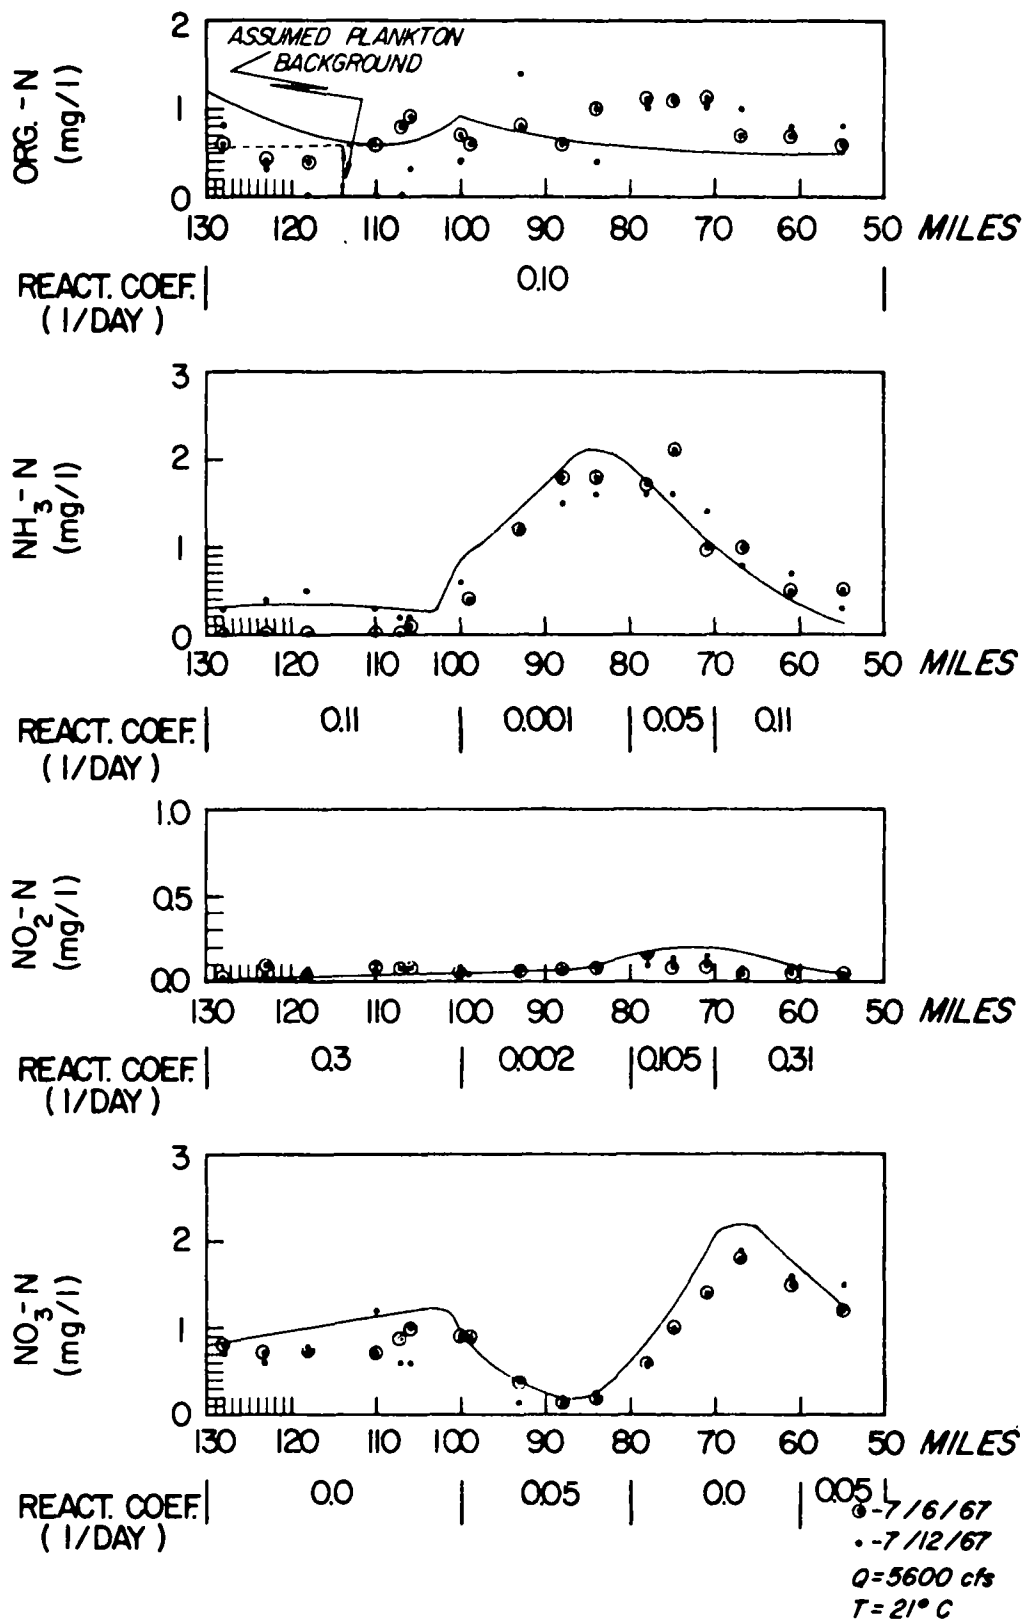 2
ASSUMED PLANKTON
BACKGROUND
ORG. - N
(mg/l)
1
0
130 120 110 100 90 80 70 60 50 MILES
REACT. COEF.
(1/DAY)
0.10
3
2
NH3-N
(mg/l)
1
0
130 120 110 100 90 80 70 60 50 MILES
REACT. COEF.
(1/DAY)
0.11 0.001 0.05 0.11
1.0
NO2-N
(mg/l)
0.5
0.0
130 120 110 100 90 80 70 60 50 MILES
REACT. COEF.
(1/DAY)
0.3 0.002 0.105 0.31
3
2
NO3-N
(mg/l)
1
0
130 120 110 100 90 80 70 60 50 MILES
REACT. COEF.
(1/DAY)
0.0 0.05 0.0 0.05
-7/6/67
-7/12/67
Q=5600 cfs
T=21° C